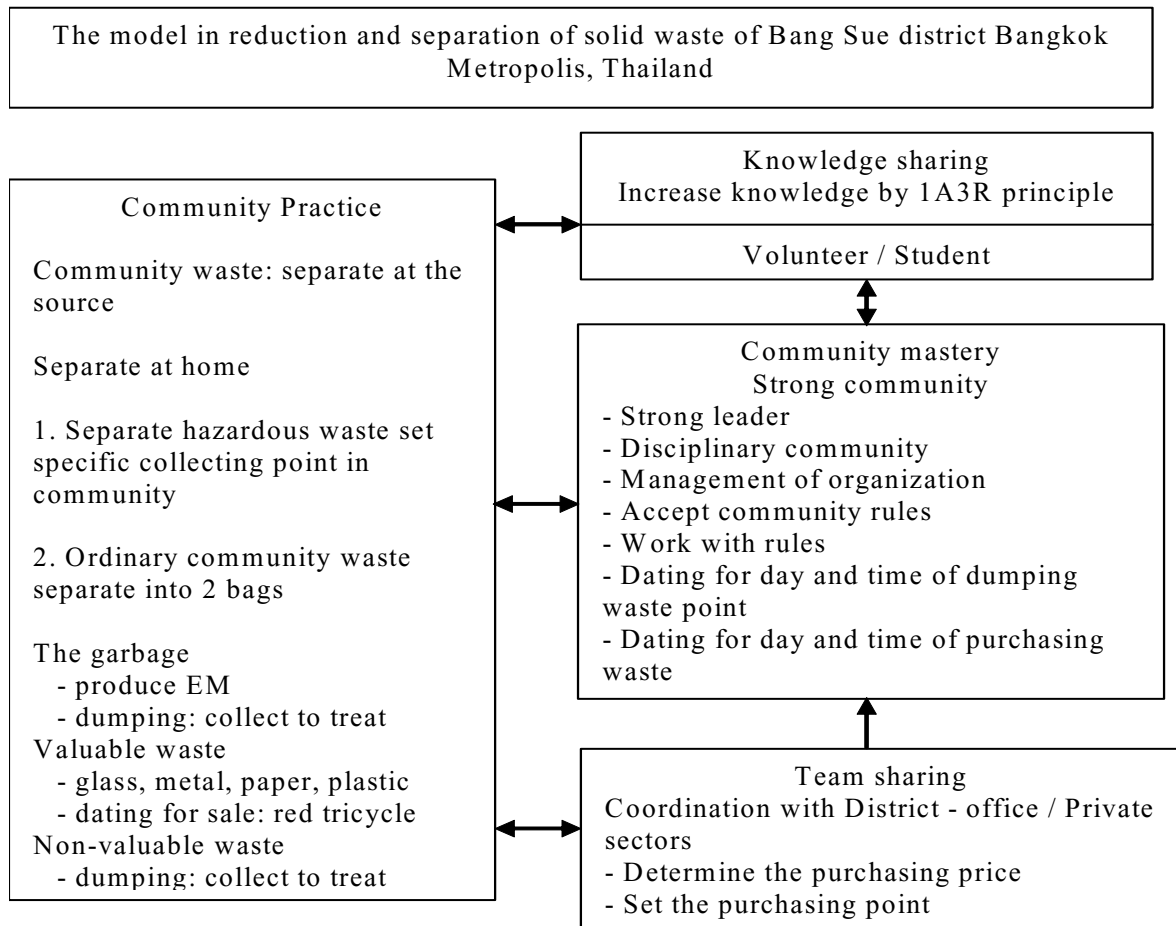 The model in reduction and separation of solid waste of Bang Sue district Bangkok
Metropolis, Thailand
Community Practice
Community waste: separate at the
source
Separate at home
1. Separate hazardous waste set
specific collecting point in
community
2. Ordinary community waste
separate into 2 bags
The garbage
- produce EM
- dumping: collect to treat
Valuable waste
- glass, metal, paper, plastic
- dating for sale: red tricycle
Non-valuable waste
- dumping: collect to treat
Knowledge sharing
Increase knowledge by 1A3R principle
Volunteer / Student
Community mastery
Strong community
- Strong leader
- Disciplinary community
- Management of organization
- Accept community rules
- Work with rules
- Dating for day and time of dumping
waste point
- Dating for day and time of purchasing
waste
Team sharing
Coordination with District - office / Private
sectors
- Determine the purchasing price
- Set the purchasing point